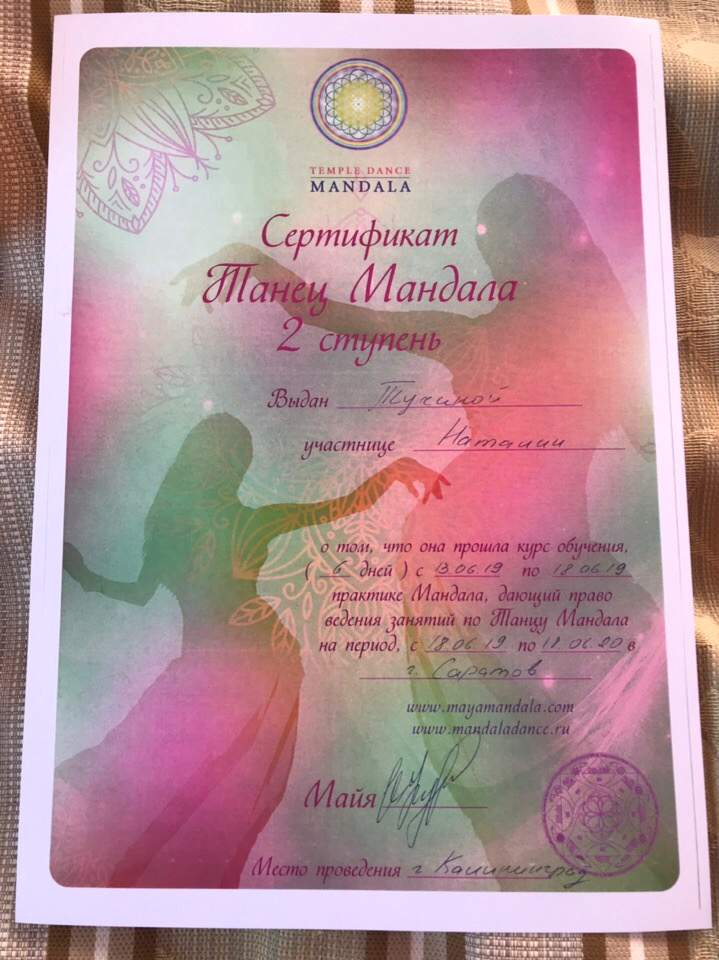 TEMPLE DANCE
MANDALA
Сертификат
Танец Мандала
2 ступень
Выдан Тучиной
участнице Наталии
о том, что она прошла курс обучения,
( 6 дней ) с 13.06.19 по 18.06.19
практике Мандала, дающий право
ведения занятий по Танцу Мандала
на период, с 18.06.19 по 18.06.20 в
г. Саратов
www.mayamandala.com
www.mandaladance.ru
Майя
Место проведения г Калининград